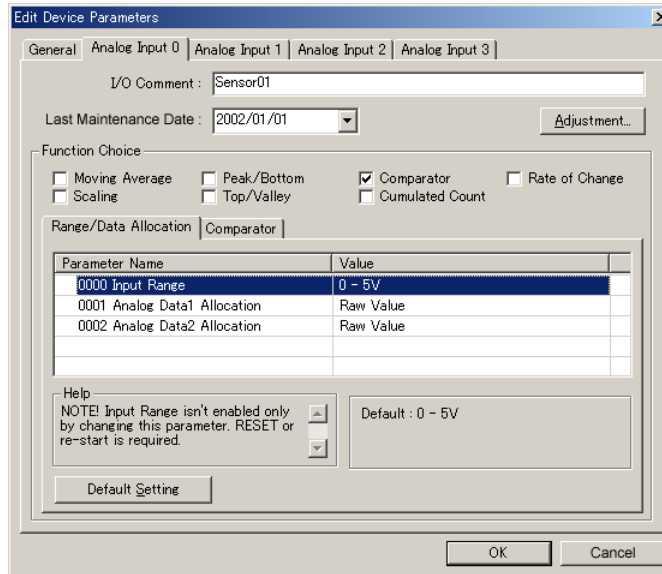 Edit Device Parameters
General Analog Input 0 Analog Input 1 Analog Input 2 Analog Input 3
I/O Comment : Sensor01
Last Maintenance Date : 2002/01/01 Adjustment...
Function Choice
Moving Average Peak/Bottom Comparator Rate of Change
Scaling Top/Valley Cumulated Count
Range/Data Allocation Comparator
Parameter Name Value
0000 Input Range 0 - 5V
0001 Analog Data1 Allocation Raw Value
0002 Analog Data2 Allocation Raw Value
Help
NOTE! Input Range isn't enabled only
by changing this parameter. RESET or
re-start is required.
Default : 0 - 5V
Default Setting
OK Cancel